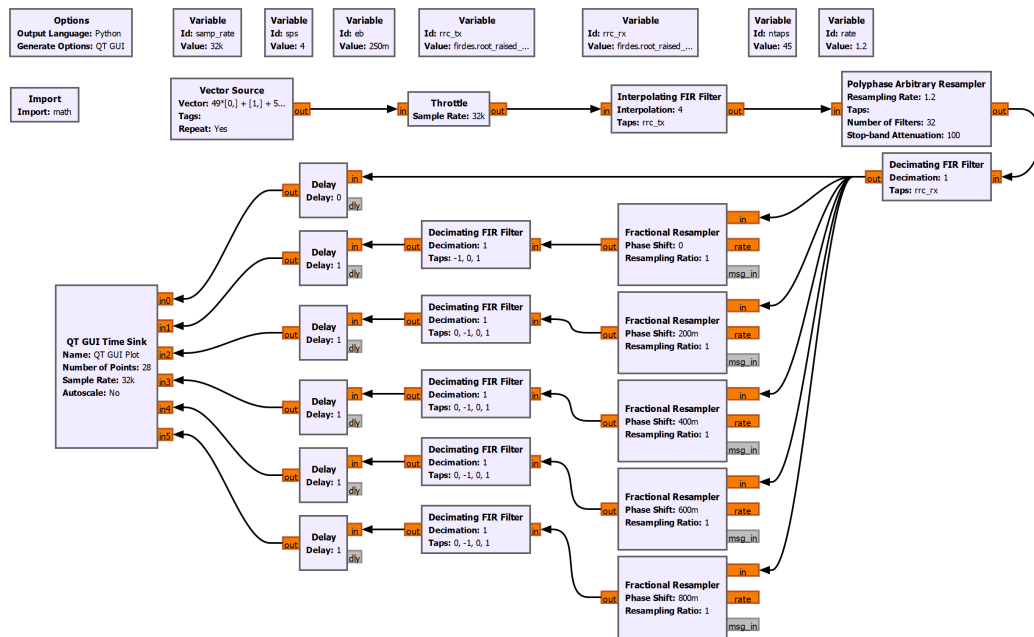 Options
Output Language: Python
Generate Options: QT GUI
Variable
Id: samp_rate
Value: 32k
Variable
Id: sps
Value: 4
Variable
Id: eb
Value: 250m
Variable
Id: rrc_tx
Value: firdes.root_raised_...
Variable
Id: rrc_rx
Value: firdes.root_raised_...
Variable
Id: ntaps
Value: 45
Variable
Id: rate
Value: 1.2
Import
Import: math
Vector Source
Vector: 49*[0,] + [1,] + 5...
Tags:
Repeat: Yes
out
in
Throttle
Sample Rate: 32k
out
in
Interpolating FIR Filter
Interpolation: 4
Taps: rrc_tx
out
in
Polyphase Arbitrary Resampler
Resampling Rate: 1.2
Taps:
Number of Filters: 32
Stop-band Attenuation: 100
out
out
Decimating FIR Filter
Decimation: 1
Taps: rrc_rx
in
out
Delay
Delay: 0
in
dly
out
Delay
Delay: 1
in
dly
out
Decimating FIR Filter
Decimation: 1
Taps: -1, 0, 1
in
out
Fractional Resampler
Phase Shift: 0
Resampling Ratio: 1
in
rate
msg_in
out
Delay
Delay: 1
in
dly
out
Decimating FIR Filter
Decimation: 1
Taps: 0, -1, 0, 1
in
out
Fractional Resampler
Phase Shift: 200m
Resampling Ratio: 1
in
rate
msg_in
out
Delay
Delay: 1
in
dly
out
Decimating FIR Filter
Decimation: 1
Taps: 0, -1, 0, 1
in
out
Fractional Resampler
Phase Shift: 400m
Resampling Ratio: 1
in
rate
msg_in
out
Delay
Delay: 1
in
dly
out
Decimating FIR Filter
Decimation: 1
Taps: 0, -1, 0, 1
in
out
Fractional Resampler
Phase Shift: 600m
Resampling Ratio: 1
in
rate
msg_in
out
Delay
Delay: 1
in
dly
out
Decimating FIR Filter
Decimation: 1
Taps: 0, -1, 0, 1
in
out
Fractional Resampler
Phase Shift: 800m
Resampling Ratio: 1
in
rate
msg_in
QT GUI Time Sink
Name: QT GUI Plot
Number of Points: 28
Sample Rate: 32k
Autoscale: No
in0
in1
in2
in3
in4
in5